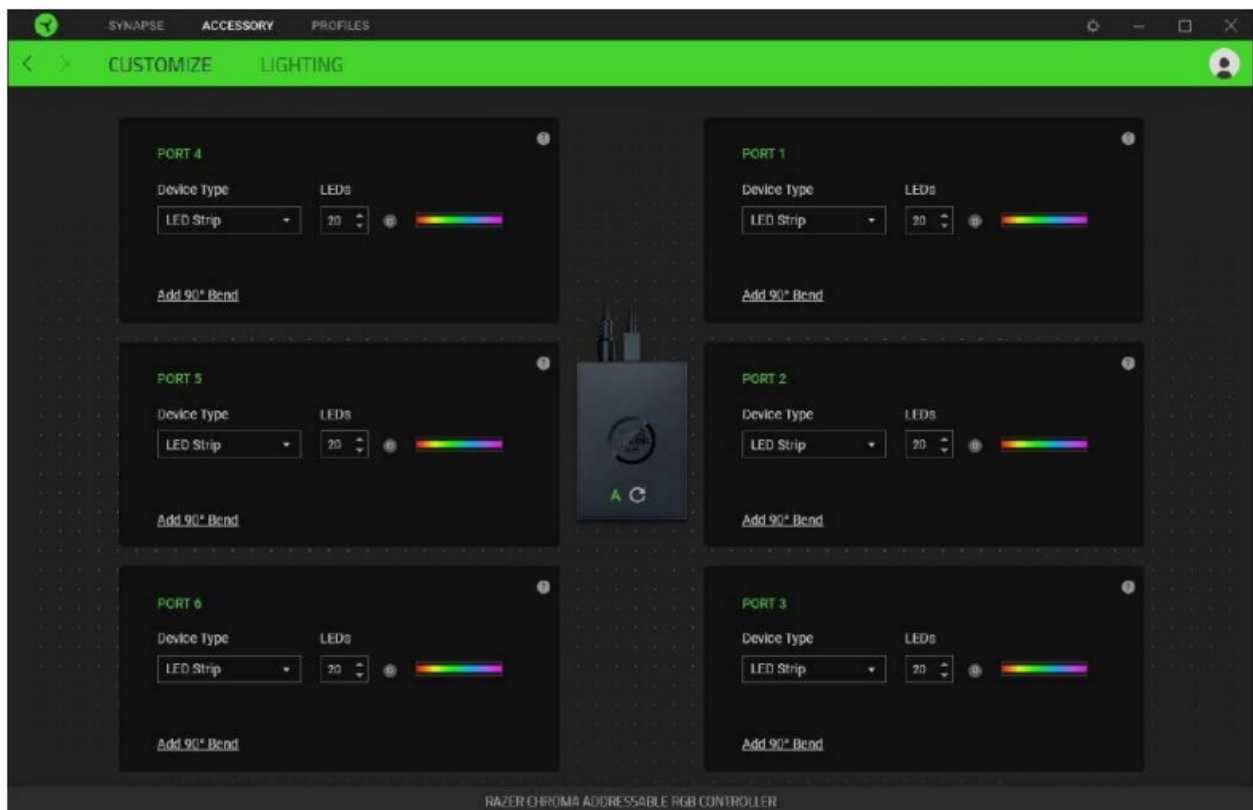 SYNAPSE ACCESSORY PROFILES
CUSTOMIZE LIGHTING
PORT 4
Device Type LEDs
LED Strip 20
Add 90° Bend
PORT 1
Device Type LEDs
LED Strip 20
Add 90° Bend
PORT 5
Device Type LEDs
LED Strip 20
Add 90° Bend
A
PORT 2
Device Type LEDs
LED Strip 20
Add 90° Bend
PORT 6
Device Type LEDs
LED Strip 20
Add 90° Bend
PORT 3
Device Type LEDs
LED Strip 20
Add 90° Bend
RAZER CHROMA ADDRESSABLE RGB CONTROLLER